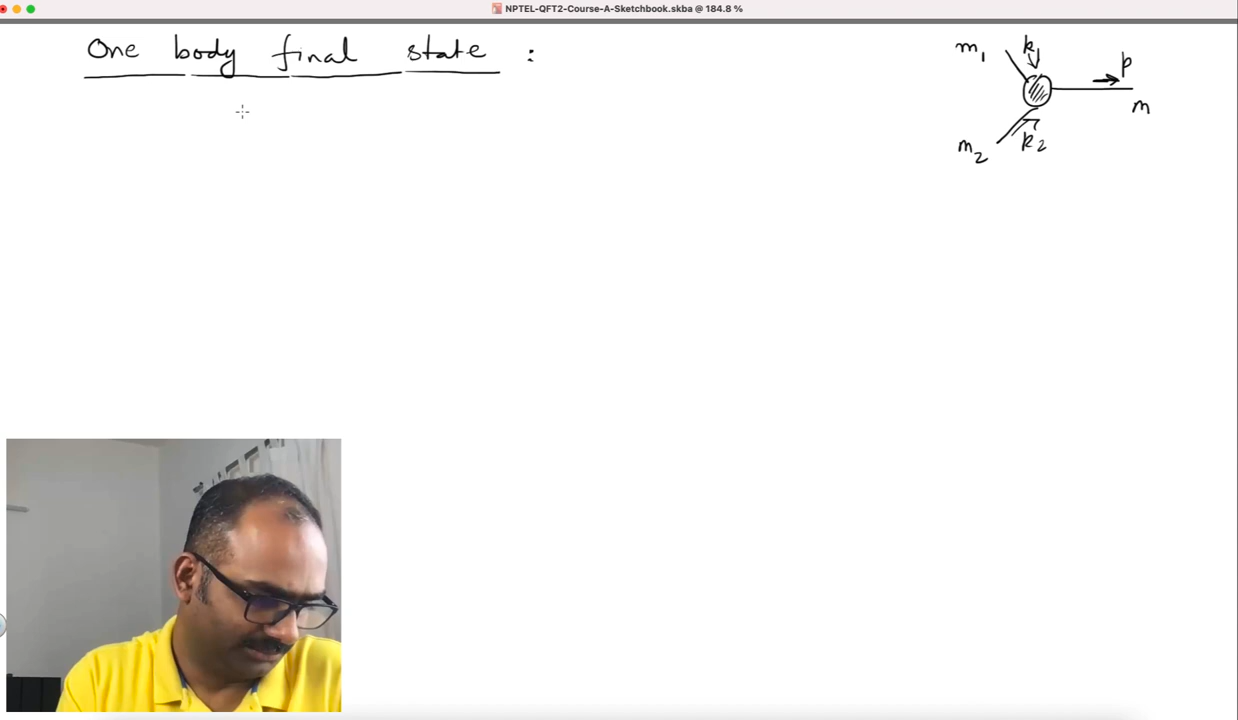 NPTEL-QFT2-Course-A-Sketchbook.skba @ 184.8 %
One body final state :
m₁ k₁ p
m
m₂ k₂